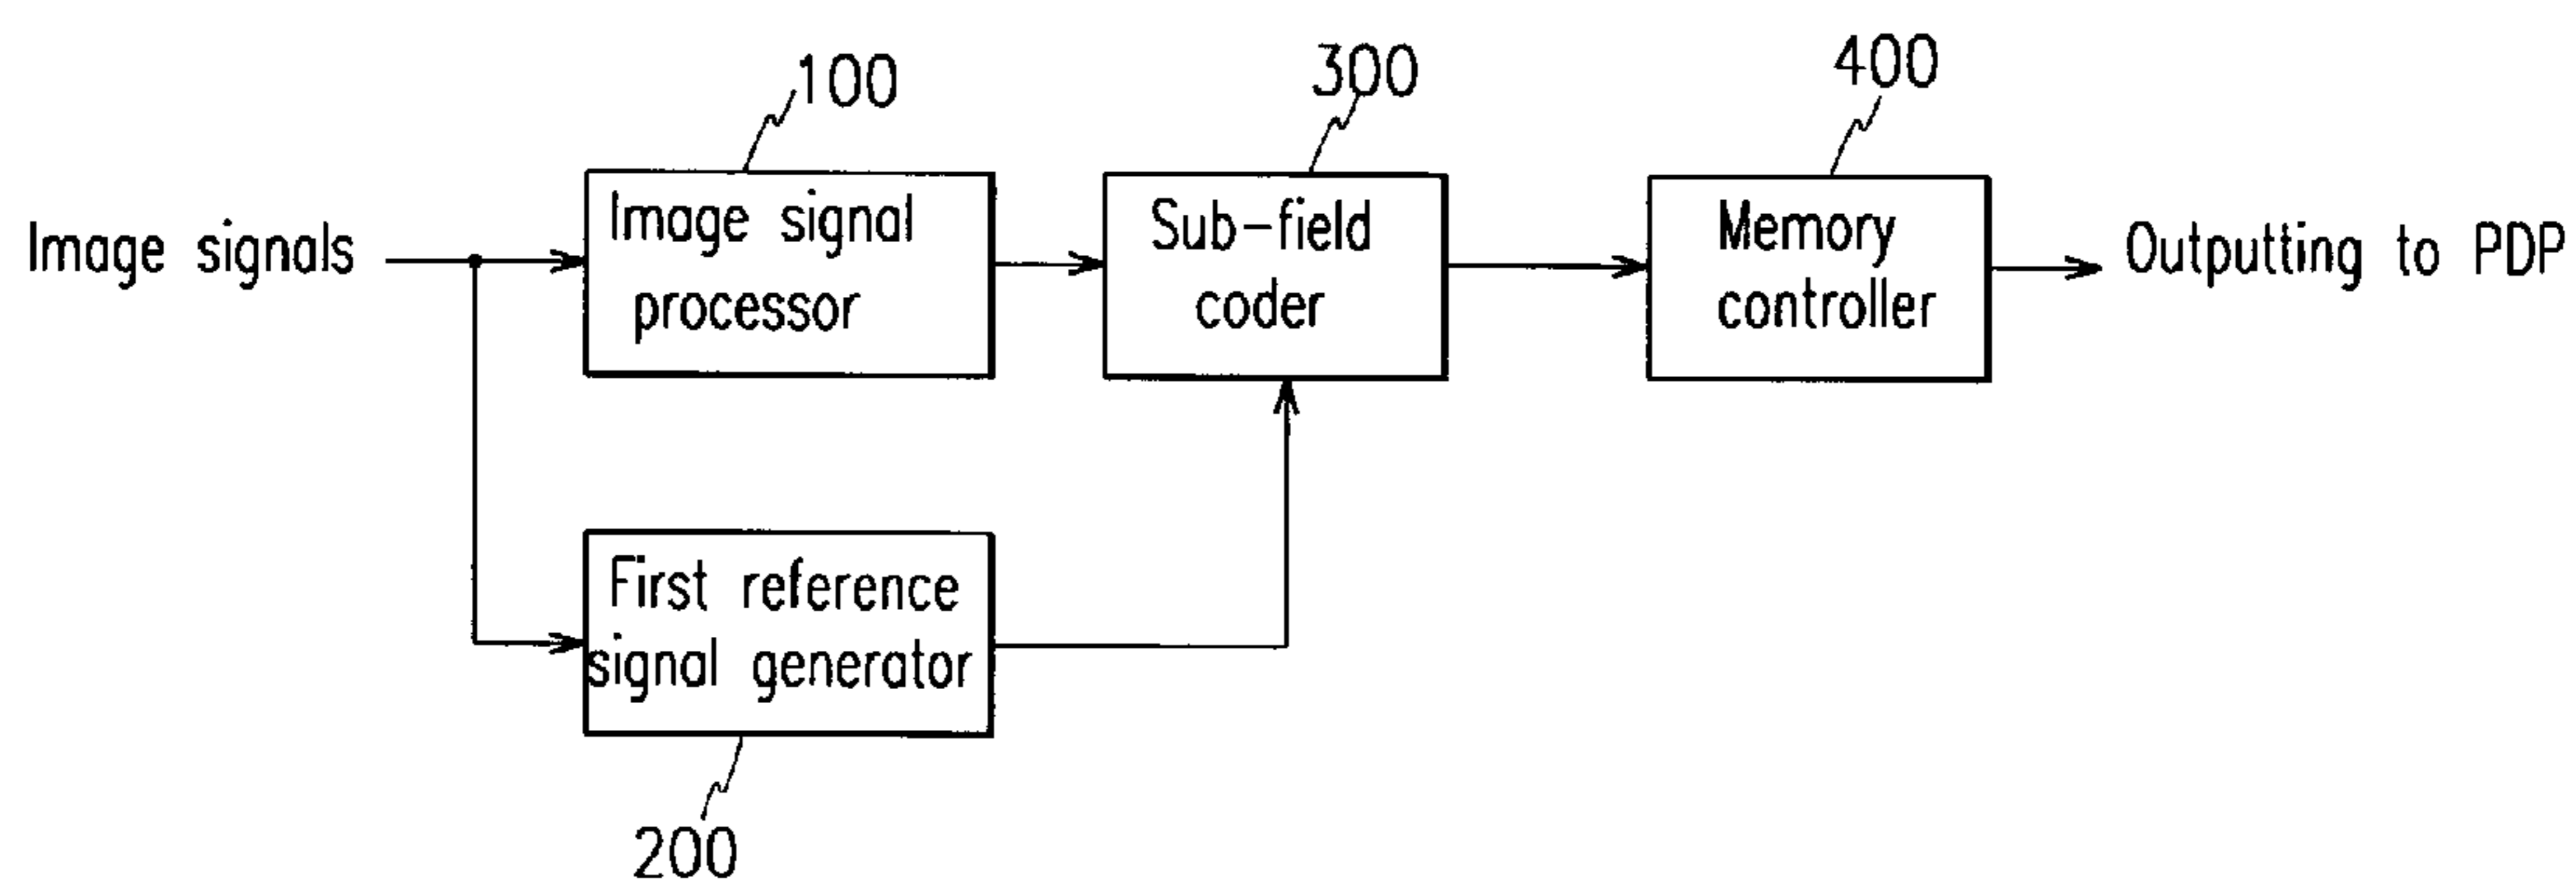 100
300
400
Image signals
Image signal
processor
Sub-field
coder
Memory
controller
Outputting to PDP
First reference
signal generator
200